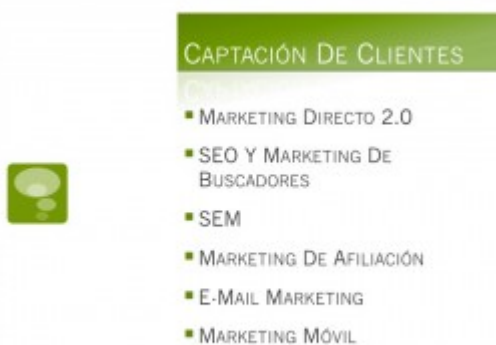 CAPTACIÓN DE CLIENTES
MARKETING DIRECTO 2.0
SEO Y MARKETING DE
BUSCADORES
SEM
MARKETING DE AFILIACIÓN
E-MAIL MARKETING
MARKETING MÓVIL